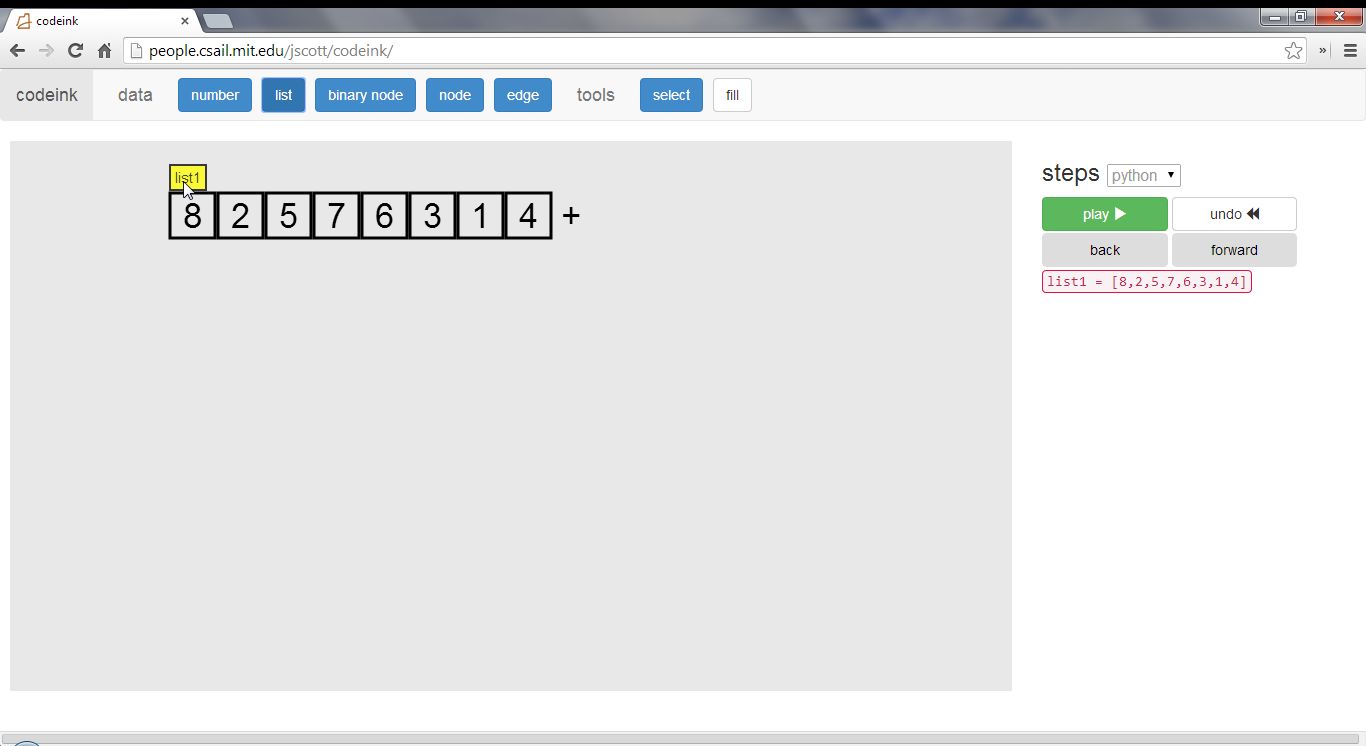 codeink
people.csail.mit.edu/jscott/codeink/
codeink data number list binary node node edge tools select fill
list1
8 2 5 7 6 3 1 4 +
steps python
play undo
back forward
list1 = [8,2,5,7,6,3,1,4]